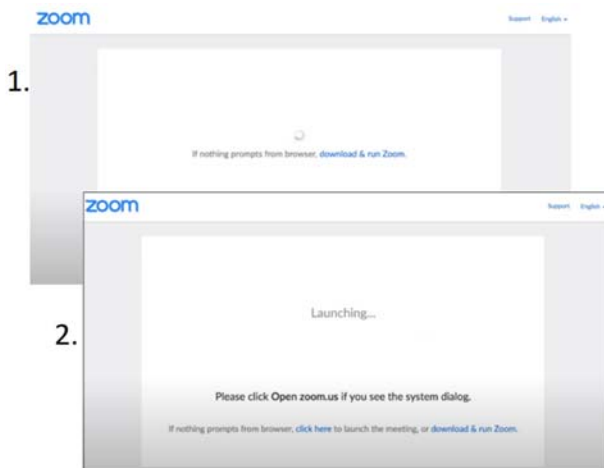 zoom
Support English
1.
If nothing prompts from browser, download & run Zoom.
zoom
Support English
2.
Launching...
Please click Open zoom.us if you see the system dialog.
If nothing prompts from browser, click here to launch the meeting, or download & run Zoom.